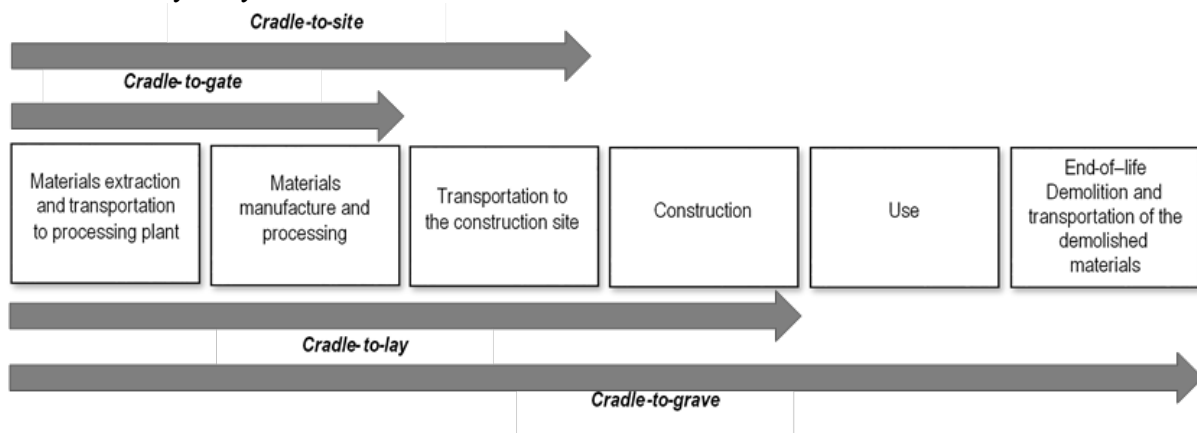 Cradle-to-site
Cradle-to-gate
Materials extraction
and transportation
to processing plant
Materials
manufacture and
processing
Transportation to
the construction site
Construction
Use
End-of–life
Demolition and
transportation of the
demolished
materials
Cradle-to-lay
Cradle-to-grave